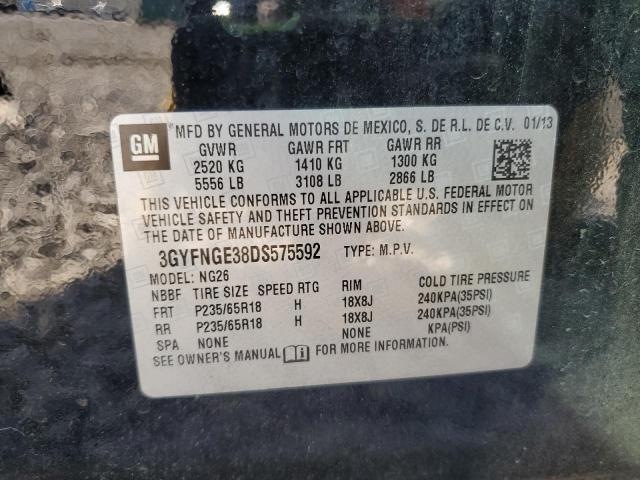 GM
MFD BY GENERAL MOTORS DE MEXICO, S. DE R.L. DE C.V. 01/13
GVWR GAWR FRT GAWR RR
2520 KG 1410 KG 1300 KG
5556 LB 3108 LB 2866 LB
THIS VEHICLE CONFORMS TO ALL APPLICABLE U.S. FEDERAL MOTOR
VEHICLE SAFETY AND THEFT PREVENTION STANDARDS IN EFFECT ON
THE DATE OF MANUFACTURE SHOWN ABOVE.
3GYFNGE38DS575592 TYPE: M.P.V.
MODEL: NG26
NBBF TIRE SIZE SPEED RTG RIM COLD TIRE PRESSURE
FRT P235/65R18 H 18X8J 240KPA(35PSI)
RR P235/65R18 H 18X8J 240KPA(35PSI)
SPA NONE NONE KPA(PSI)
SEE OWNER'S MANUAL i FOR MORE INFORMATION.